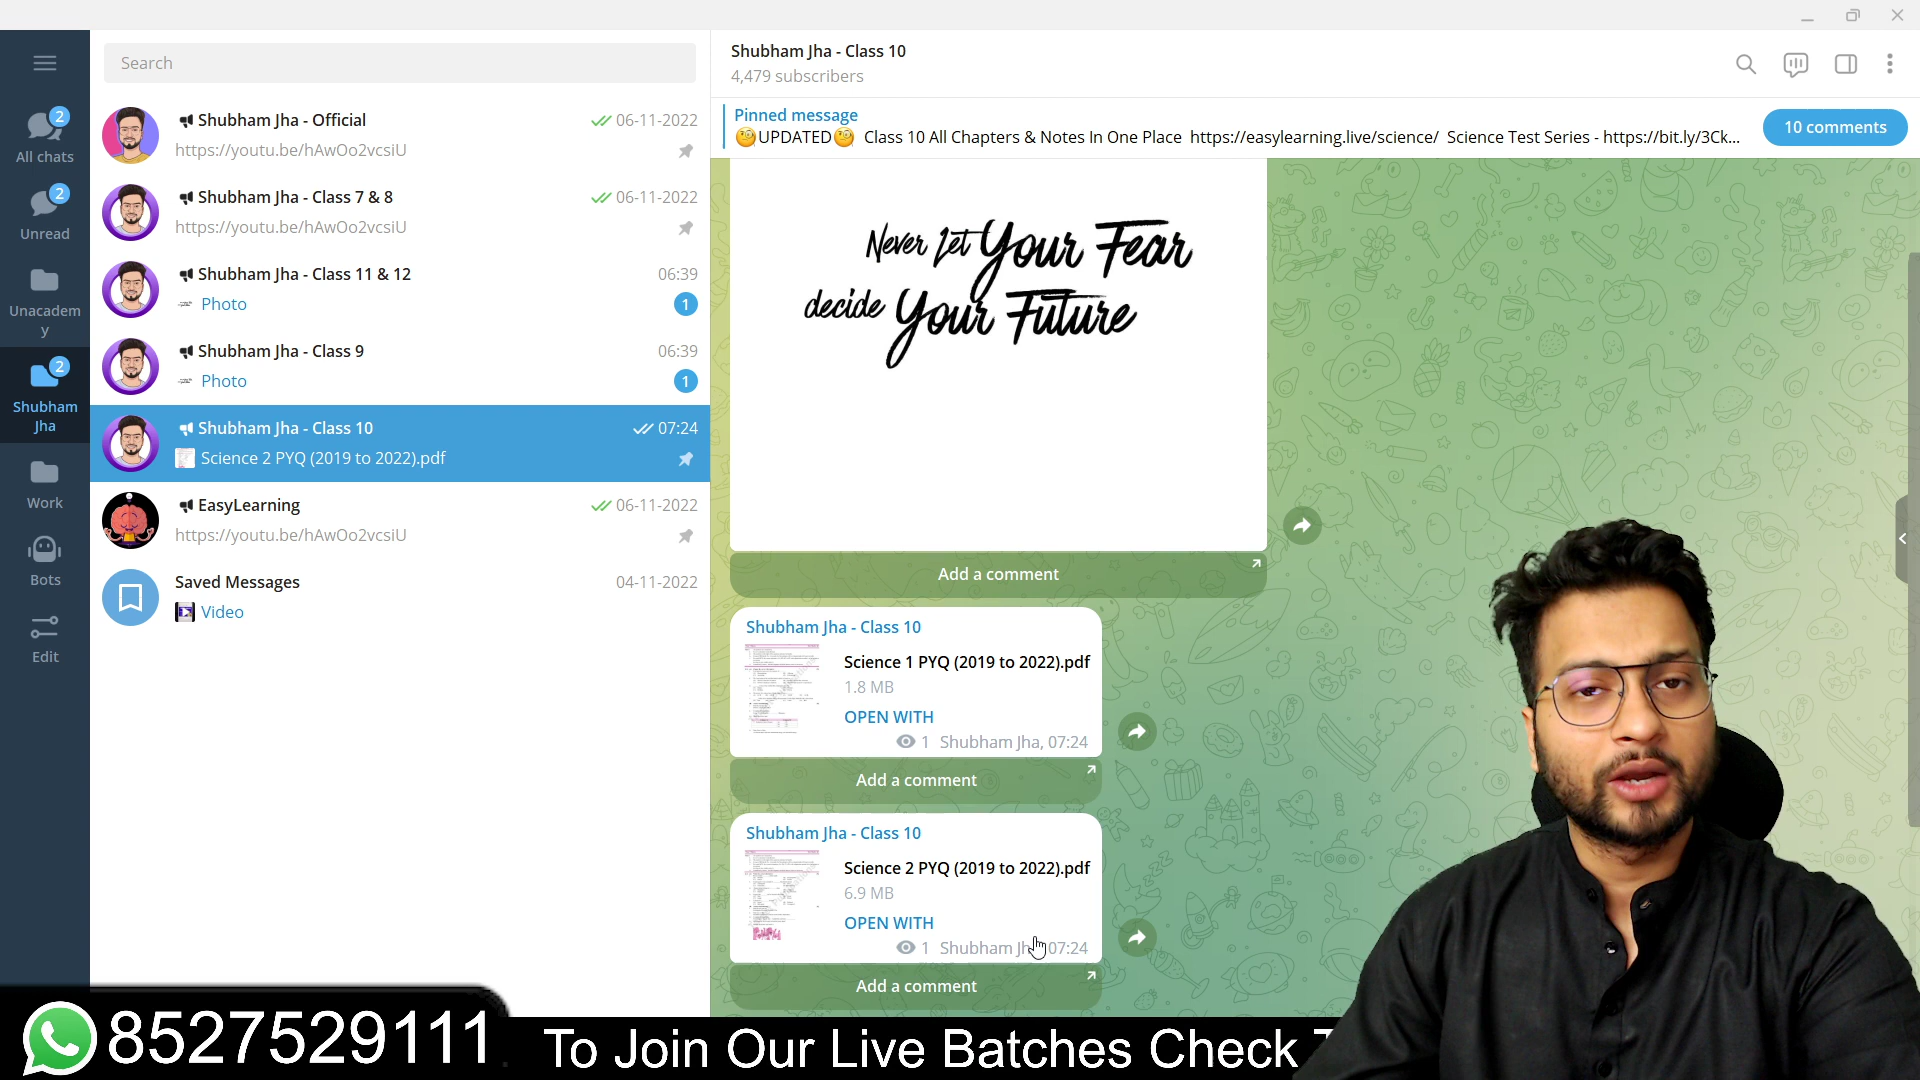 Search
2
All chats
2
Unread
Unacadem
y
2
Shubham
Jha
Work
Bots
Edit
Shubham Jha - Official
06-11-2022
https://youtu.be/hAwOo2vcsiU
Shubham Jha - Class 7 & 8
06-11-2022
https://youtu.be/hAwOo2vcsiU
Shubham Jha - Class 11 & 12
06:39
Photo
1
Shubham Jha - Class 9
06:39
Photo
1
Shubham Jha - Class 10
07:24
Science 2 PYQ (2019 to 2022).pdf
EasyLearning
06-11-2022
https://youtu.be/hAwOo2vcsiU
Saved Messages
04-11-2022
Video
Shubham Jha - Class 10
4,479 subscribers
Pinned message
🧐UPDATED🧐 Class 10 All Chapters & Notes In One Place https://easylearning.live/science/ Science Test Series - https://bit.ly/3Ck...
10 comments
Never Let Your Fear
decide Your Future
Add a comment
Shubham Jha - Class 10
Science 1 PYQ (2019 to 2022).pdf
1.8 MB
OPEN WITH
1 Shubham Jha, 07:24
Add a comment
Shubham Jha - Class 10
Science 2 PYQ (2019 to 2022).pdf
6.9 MB
OPEN WITH
1 Shubham Jh 07:24
Add a comment
8527529111
To Join Our Live Batches Check